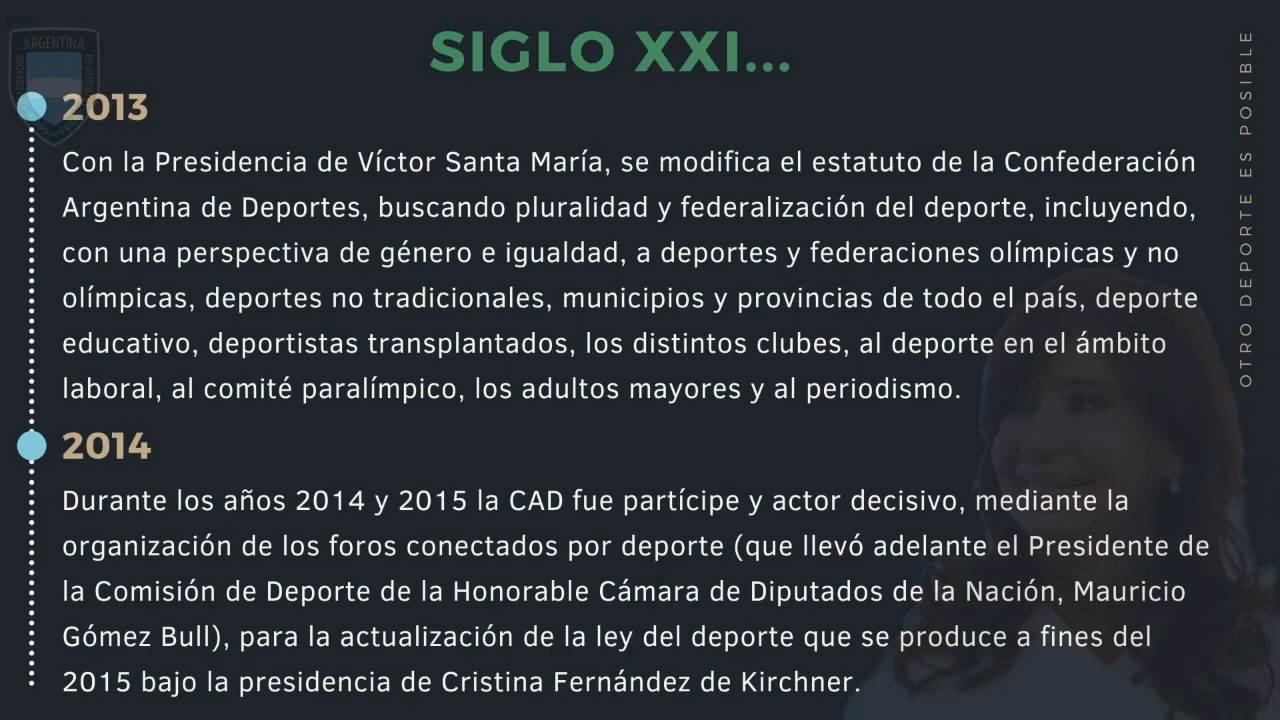 SIGLO XXI...
ARGENTINA
2013
Con la Presidencia de Víctor Santa María, se modifica el estatuto de la Confederación
Argentina de Deportes, buscando pluralidad y federalización del deporte, incluyendo,
con una perspectiva de género e igualdad, a deportes y federaciones olímpicas y no
olímpicas, deportes no tradicionales, municipios y provincias de todo el país, deporte
educativo, deportistas transplantados, los distintos clubes, al deporte en el ámbito
laboral, al comité paralímpico, los adultos mayores y al periodismo.
2014
Durante los años 2014 y 2015 la CAD fue partícipe y actor decisivo, mediante la
organización de los foros conectados por deporte (que llevó adelante el Presidente de
la Comisión de Deporte de la Honorable Cámara de Diputados de la Nación, Mauricio
Gómez Bull), para la actualización de la ley del deporte que se produce a fines del
2015 bajo la presidencia de Cristina Fernández de Kirchner.
OTRO DEPORTE ES POSIBLE